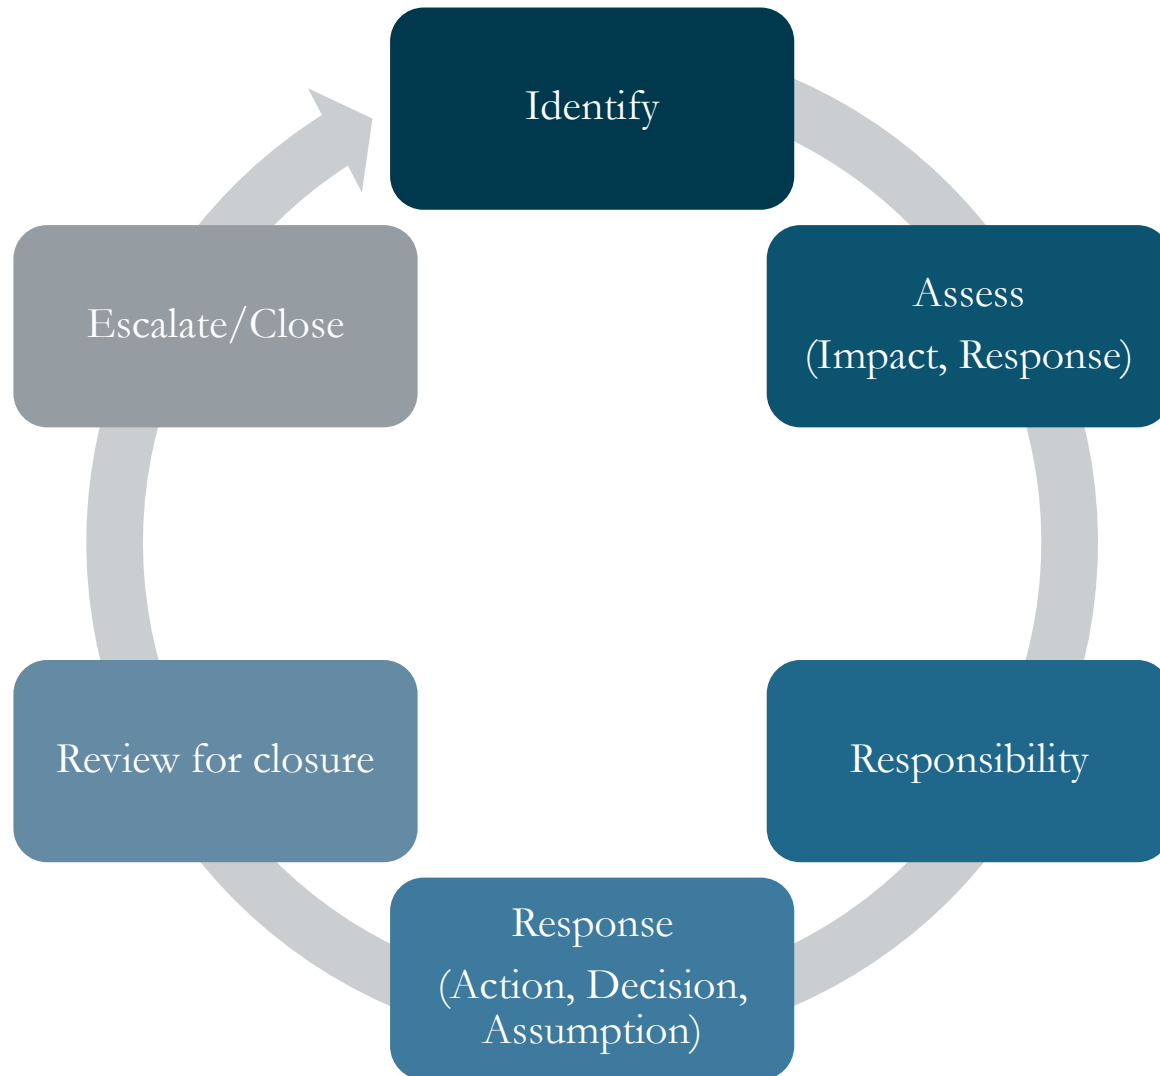 Identify
Assess
(Impact, Response)
Responsibility
Response
(Action, Decision,
Assumption)
Review for closure
Escalate/Close